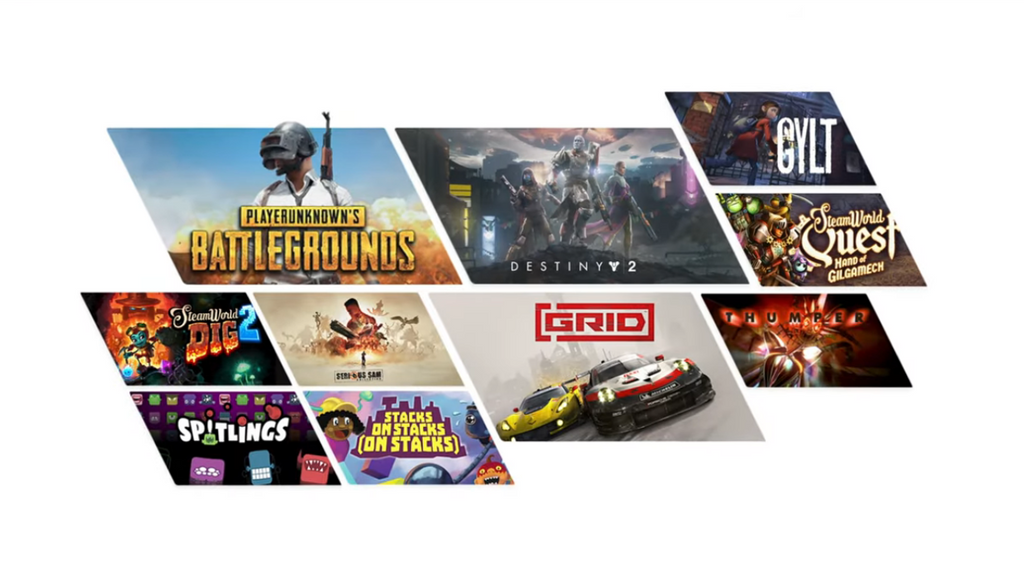 PLAYERUNKNOWN'S
BATTLEGROUNDS
DESTINY 2
GYLT
SteamWorld
Quest
HAND of
GILGAMECH
SteamWorld
DIG 2
SERIOUS SAM
GRID
THUMPER
SPITLINGS
STACKS
ON STACKS
(ON STACKS)